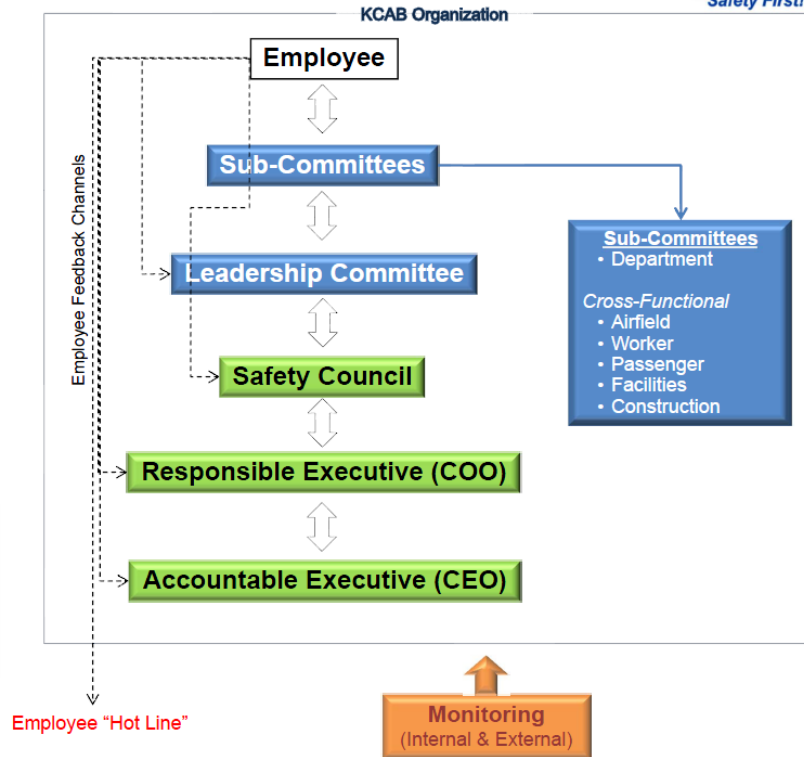 Safety First!
KCAB Organization
Employee
Sub-Committees
Leadership Committee
Safety Council
Responsible Executive (COO)
Accountable Executive (CEO)
Employee Feedback Channels
Sub-Committees
• Department
Cross-Functional
• Airfield
• Worker
• Passenger
• Facilities
• Construction
Employee “Hot Line”
Monitoring
(Internal & External)